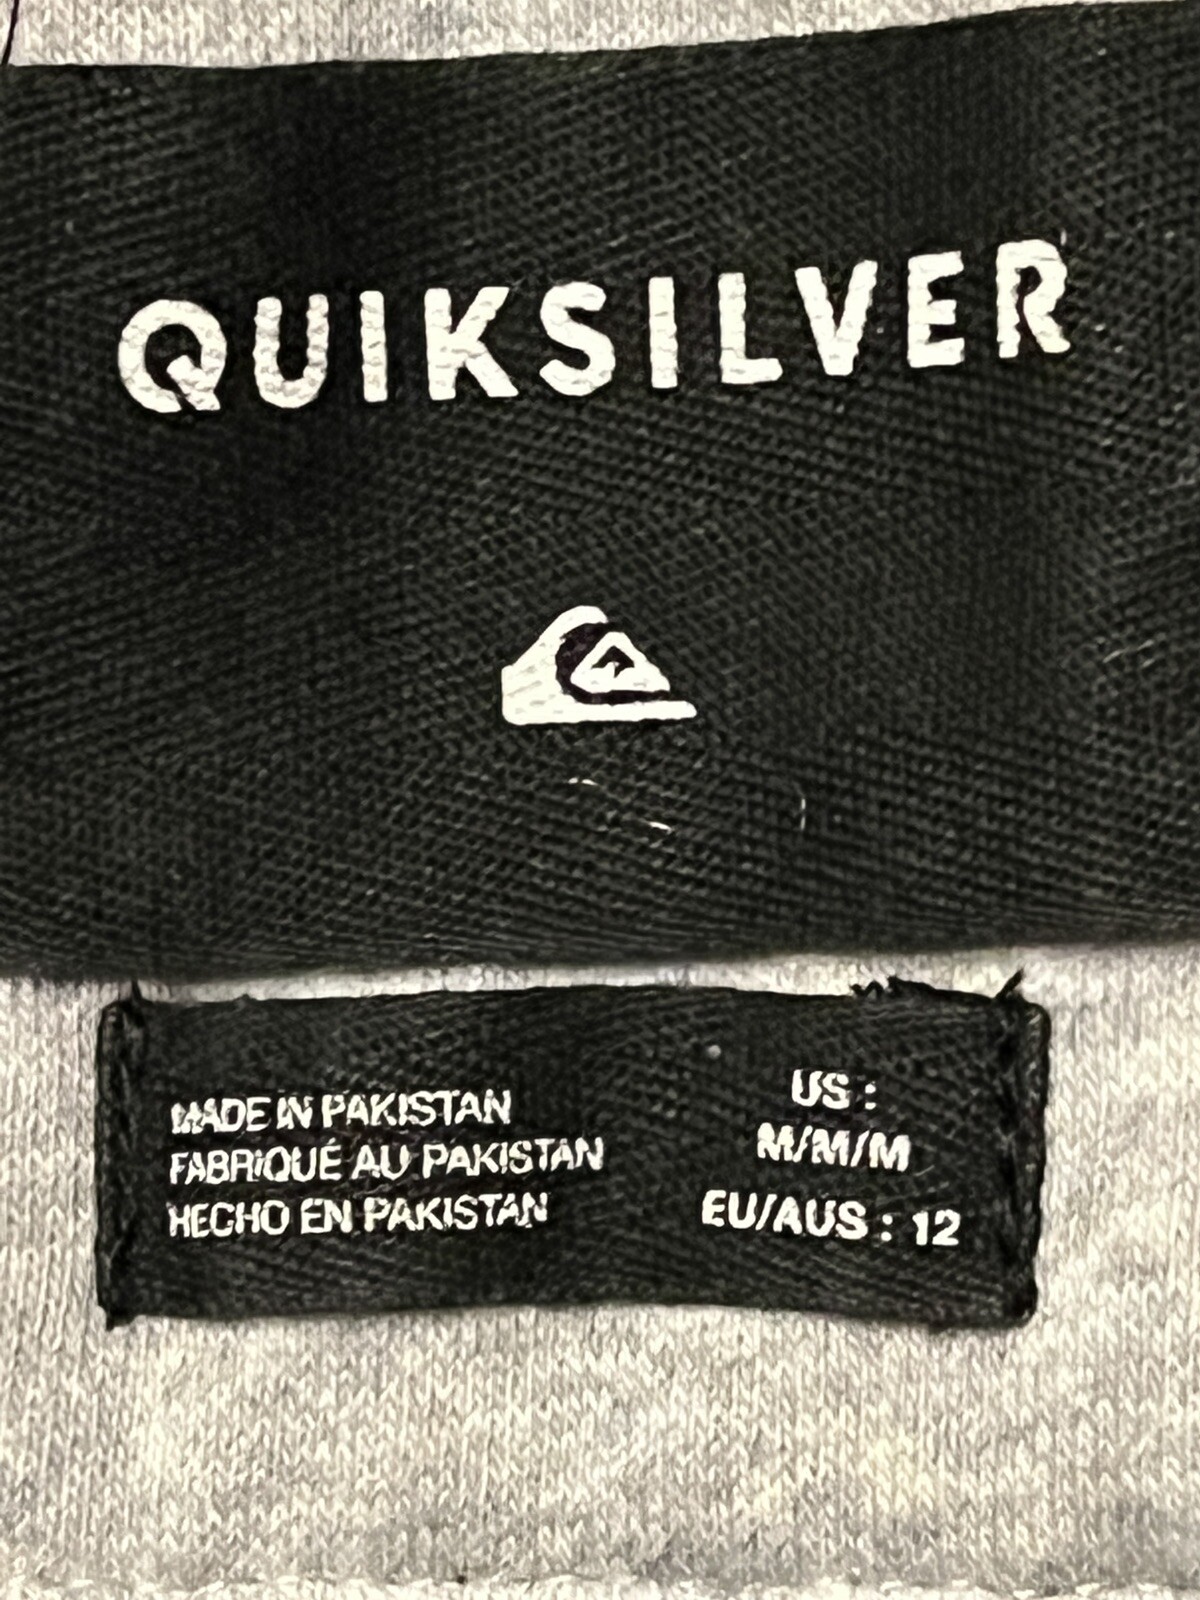 QUIKSILVER
MADE IN PAKISTAN
FABRIQUÉ AU PAKISTAN
HECHO EN PAKISTAN
US :
M/M/M
EU/AUS : 12